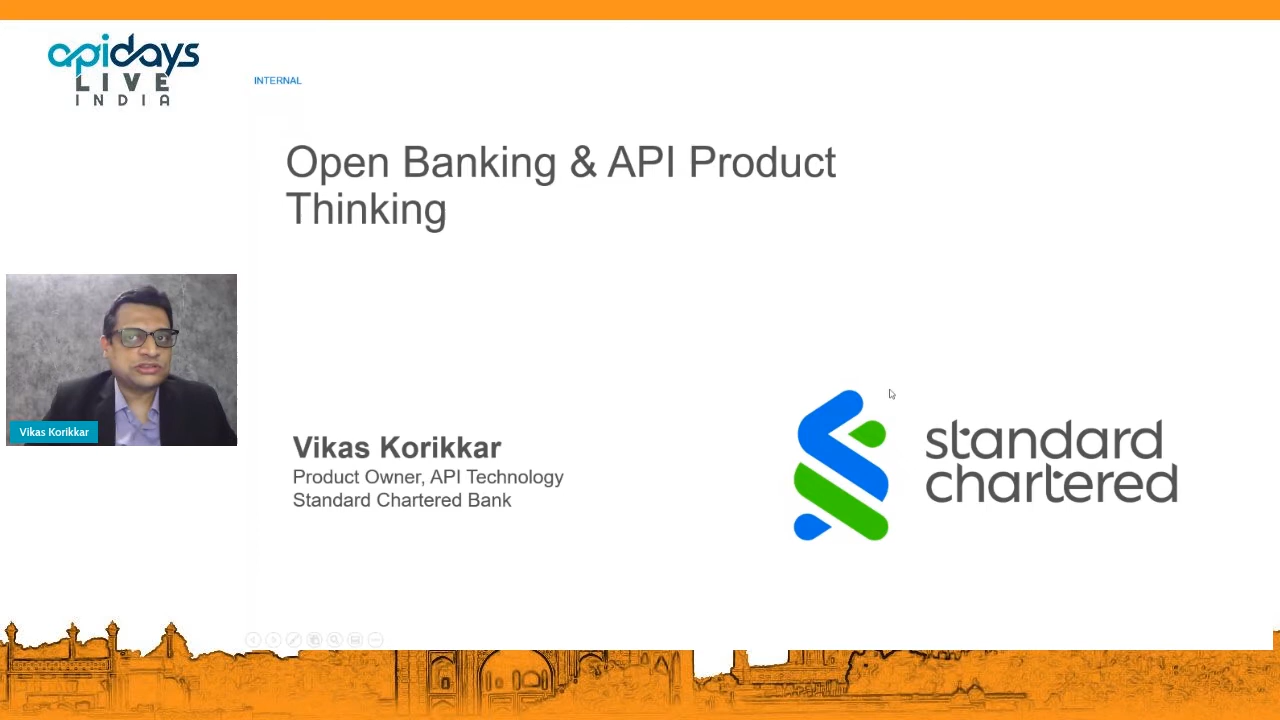 apidays
LIVE
INDIA
INTERNAL
Open Banking & API Product
Thinking
Vikas Korikkar
Vikas Korikkar
Product Owner, API Technology
Standard Chartered Bank
standard
chartered